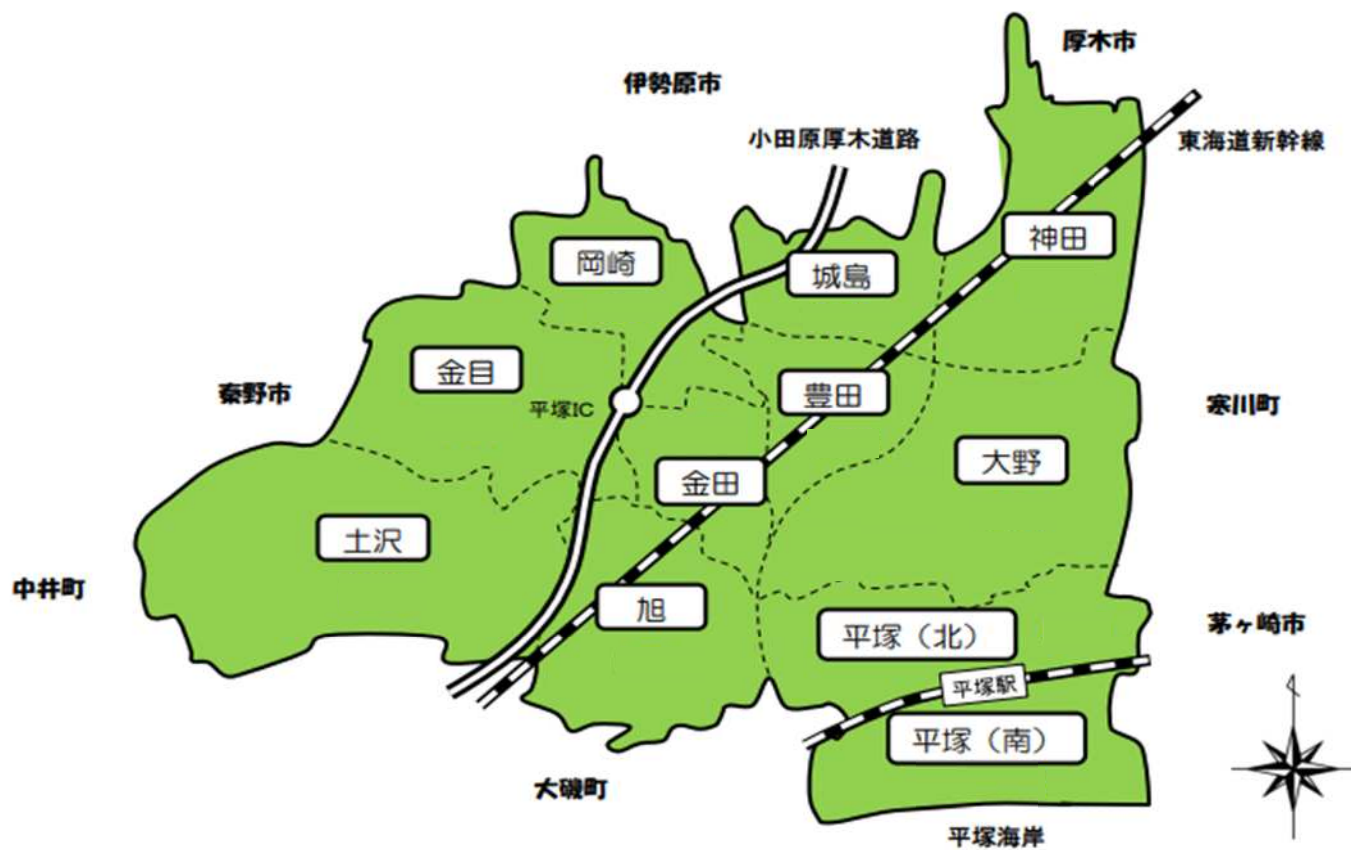 厚木市
伊勢原市
小田原厚木道路
東海道新幹線
神田
岡崎
城島
金目
豊田
秦野市
平塚IC
寒川町
大野
金田
土沢
中井町
旭
茅ヶ崎市
平塚（北）
平塚駅
平塚（南）
大磯町
平塚海岸